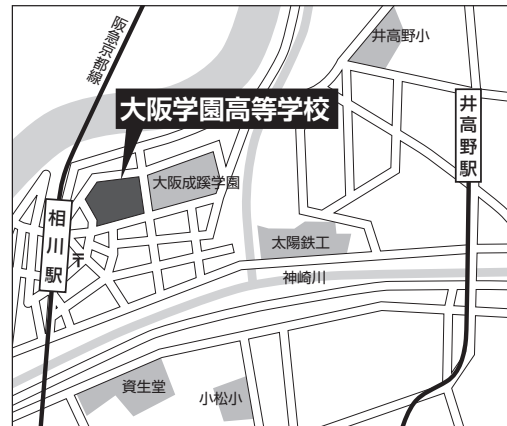 阪急京都線
井高野小
大阪学園高等学校
井高野駅
大阪成蹊学園
相川駅
〒
太陽鉄工
神崎川
資生堂
小松小